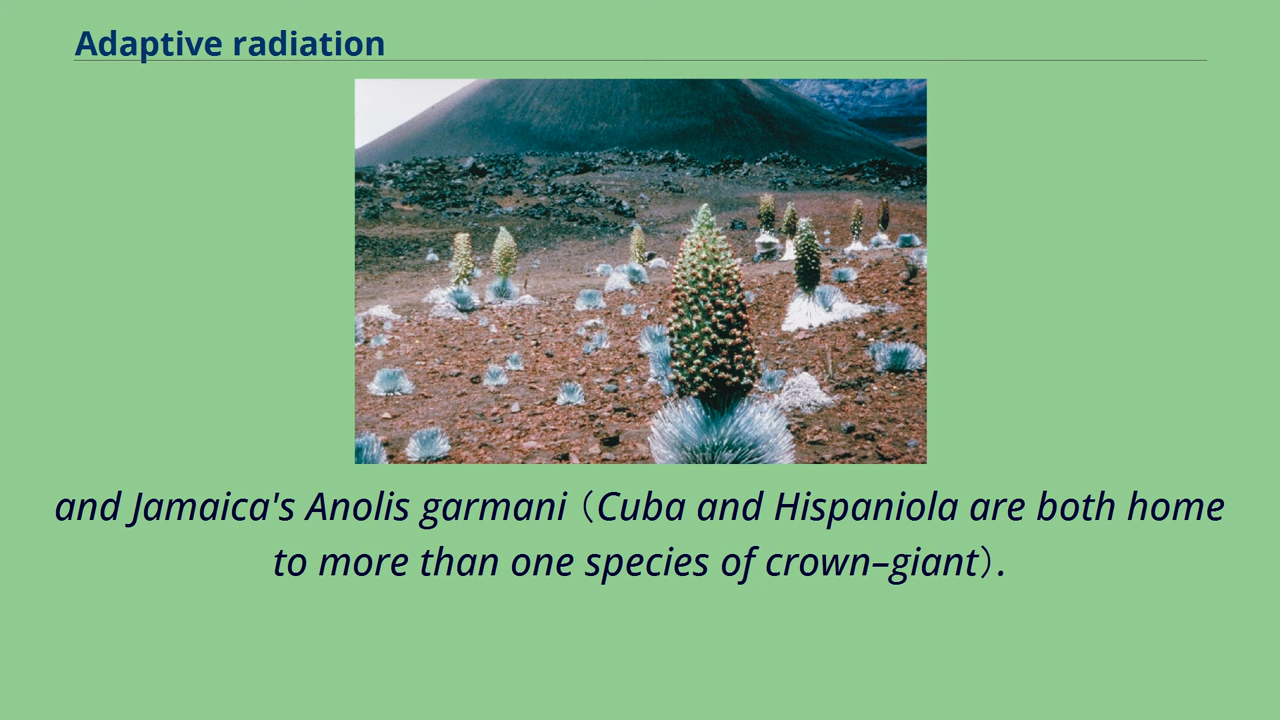 Adaptive radiation
and Jamaica's Anolis garmani（Cuba and Hispaniola are both home
to more than one species of crown–giant）.